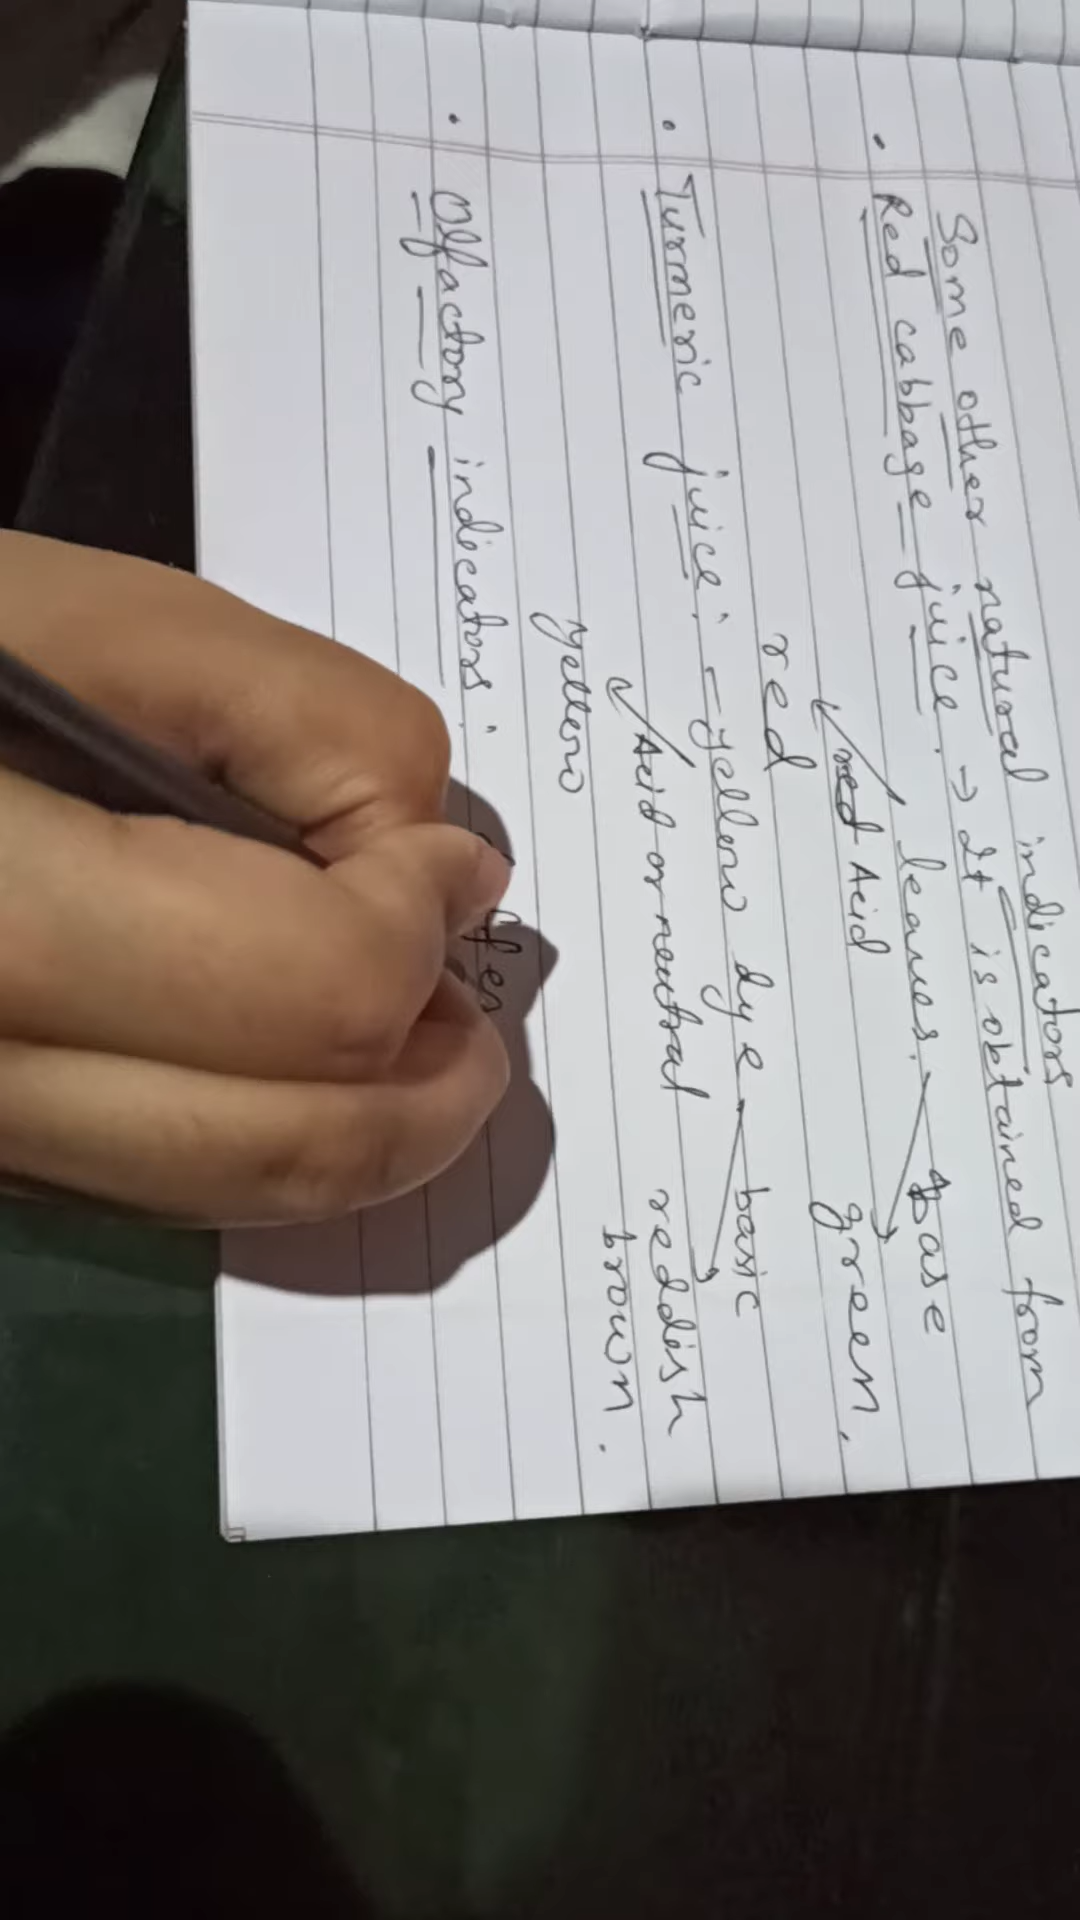 Some other natural indicators
• Red cabbage juice. → It is obtained from
leaves.
base
red Acid
green,
red
• Turmeric juice:- yellow dye
basic
Acid or neutral
reddish
brown.
yellow
• Olfactory indicators: